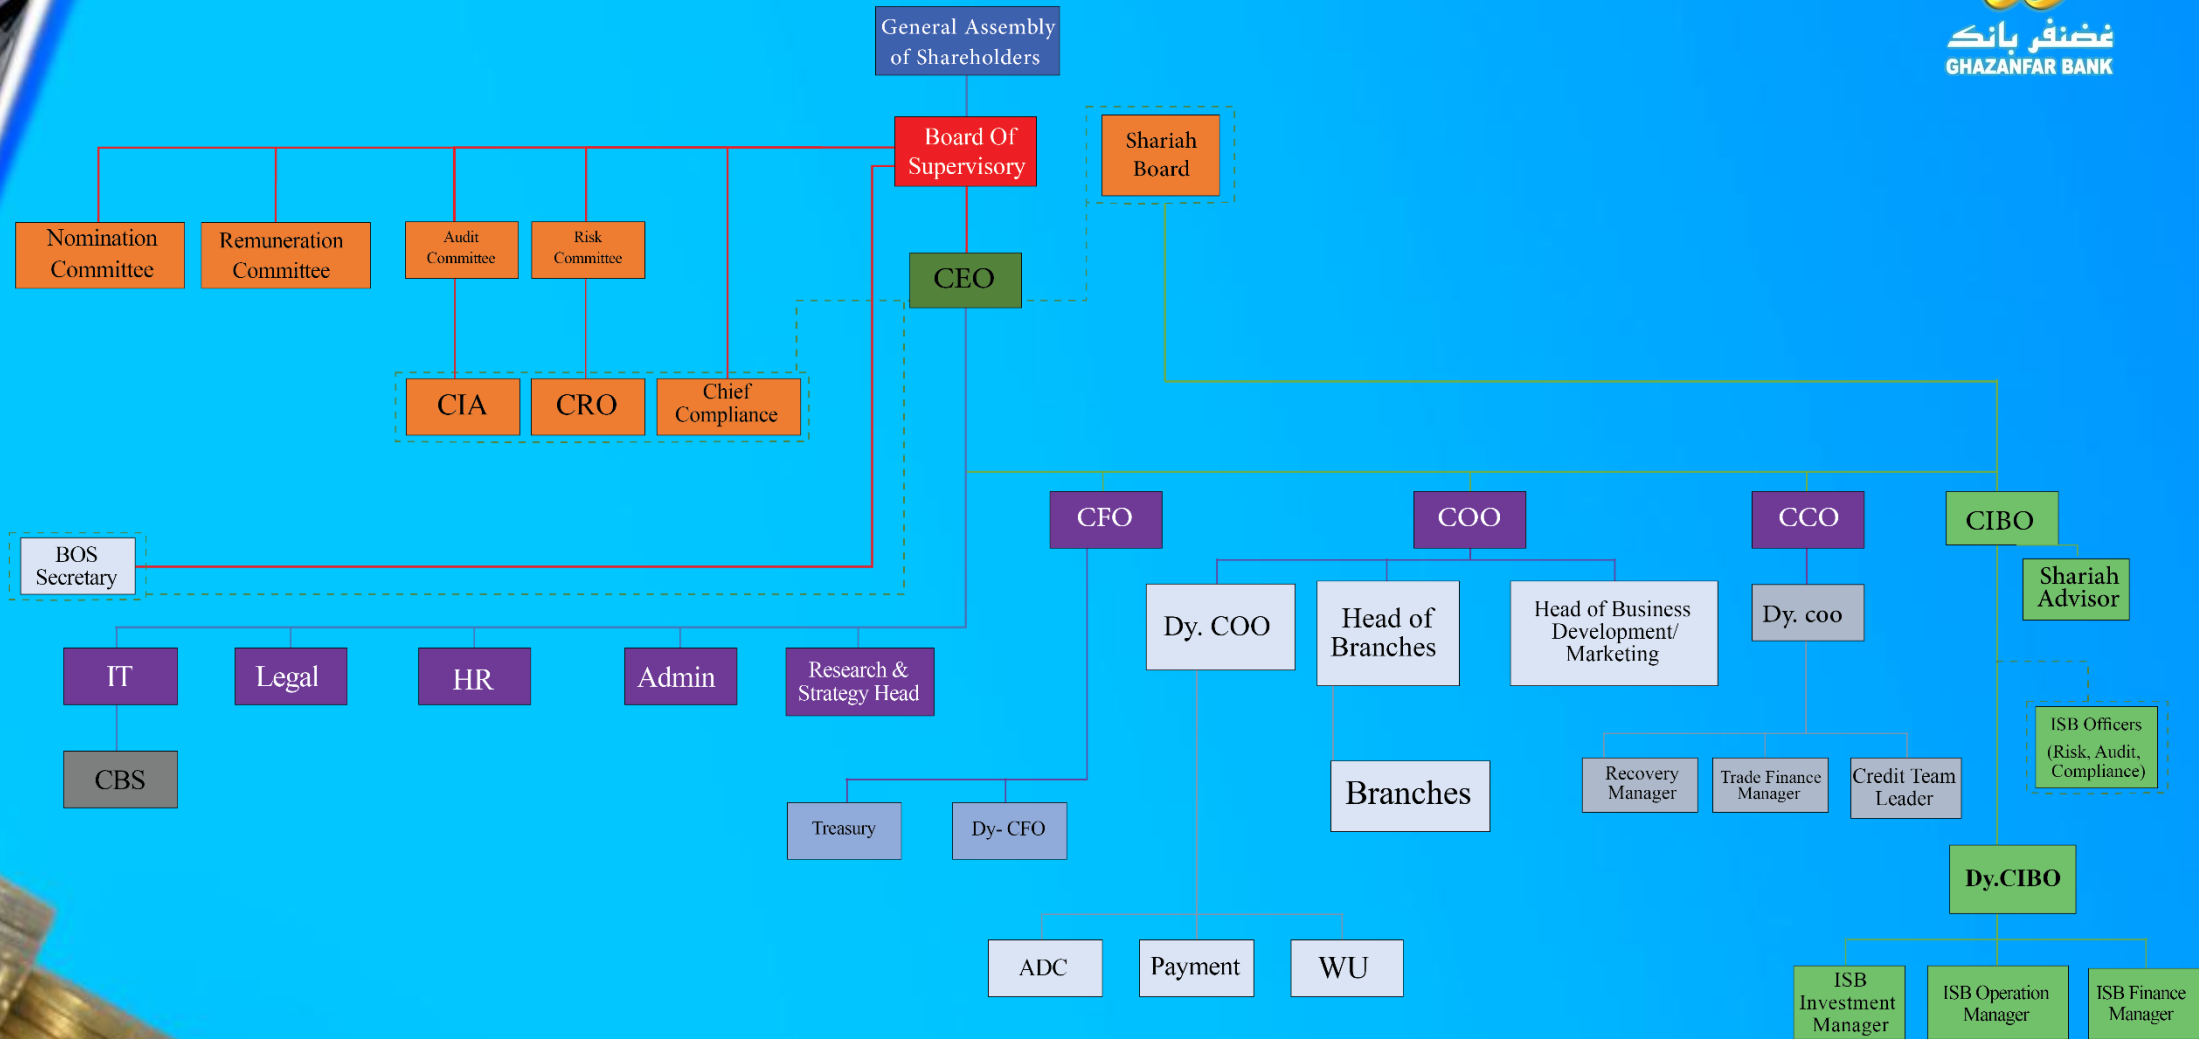 General Assembly
of Shareholders
غضنفر بانک
GHAZANFAR BANK
Board Of
Supervisory
Shariah
Board
Nomination
Committee
Remuneration
Committee
Audit
Committee
Risk
Committee
CEO
CIA
CRO
Chief
Compliance
CFO
COO
CCO
CIBO
BOS
Secretary
Shariah
Advisor
Dy. COO
Head of
Branches
Head of Business
Development/
Marketing
Dy. coo
IT
Legal
HR
Admin
Research &
Strategy Head
ISB Officers
(Risk, Audit,
Compliance)
CBS
Treasury
Dy- CFO
Branches
Recovery
Manager
Trade Finance
Manager
Credit Team
Leader
Dy.CIBO
ADC
Payment
WU
ISB
Investment
Manager
ISB Operation
Manager
ISB Finance
Manager